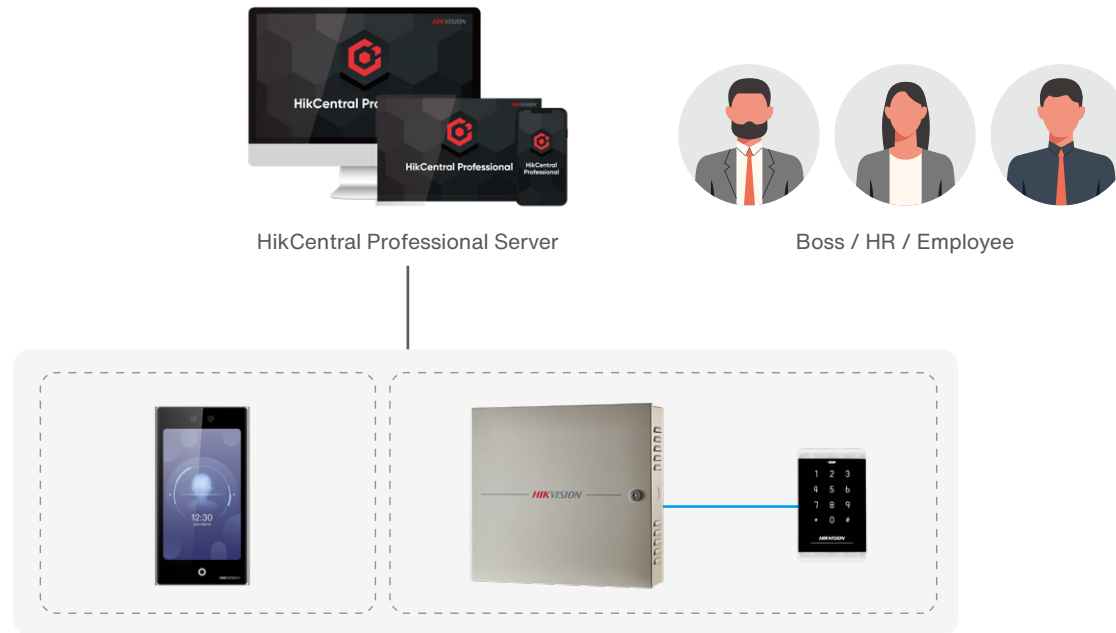 HIKVISION
HikCentral Pro
HIKVISION
HikCentral Professional
HikCentral
Professional
HikCentral Professional Server
Boss / HR / Employee
12:30
HIKVISION
HIKVISION
1 2 3
4 5 6
7 8 9
* 0 #
HIKVISION